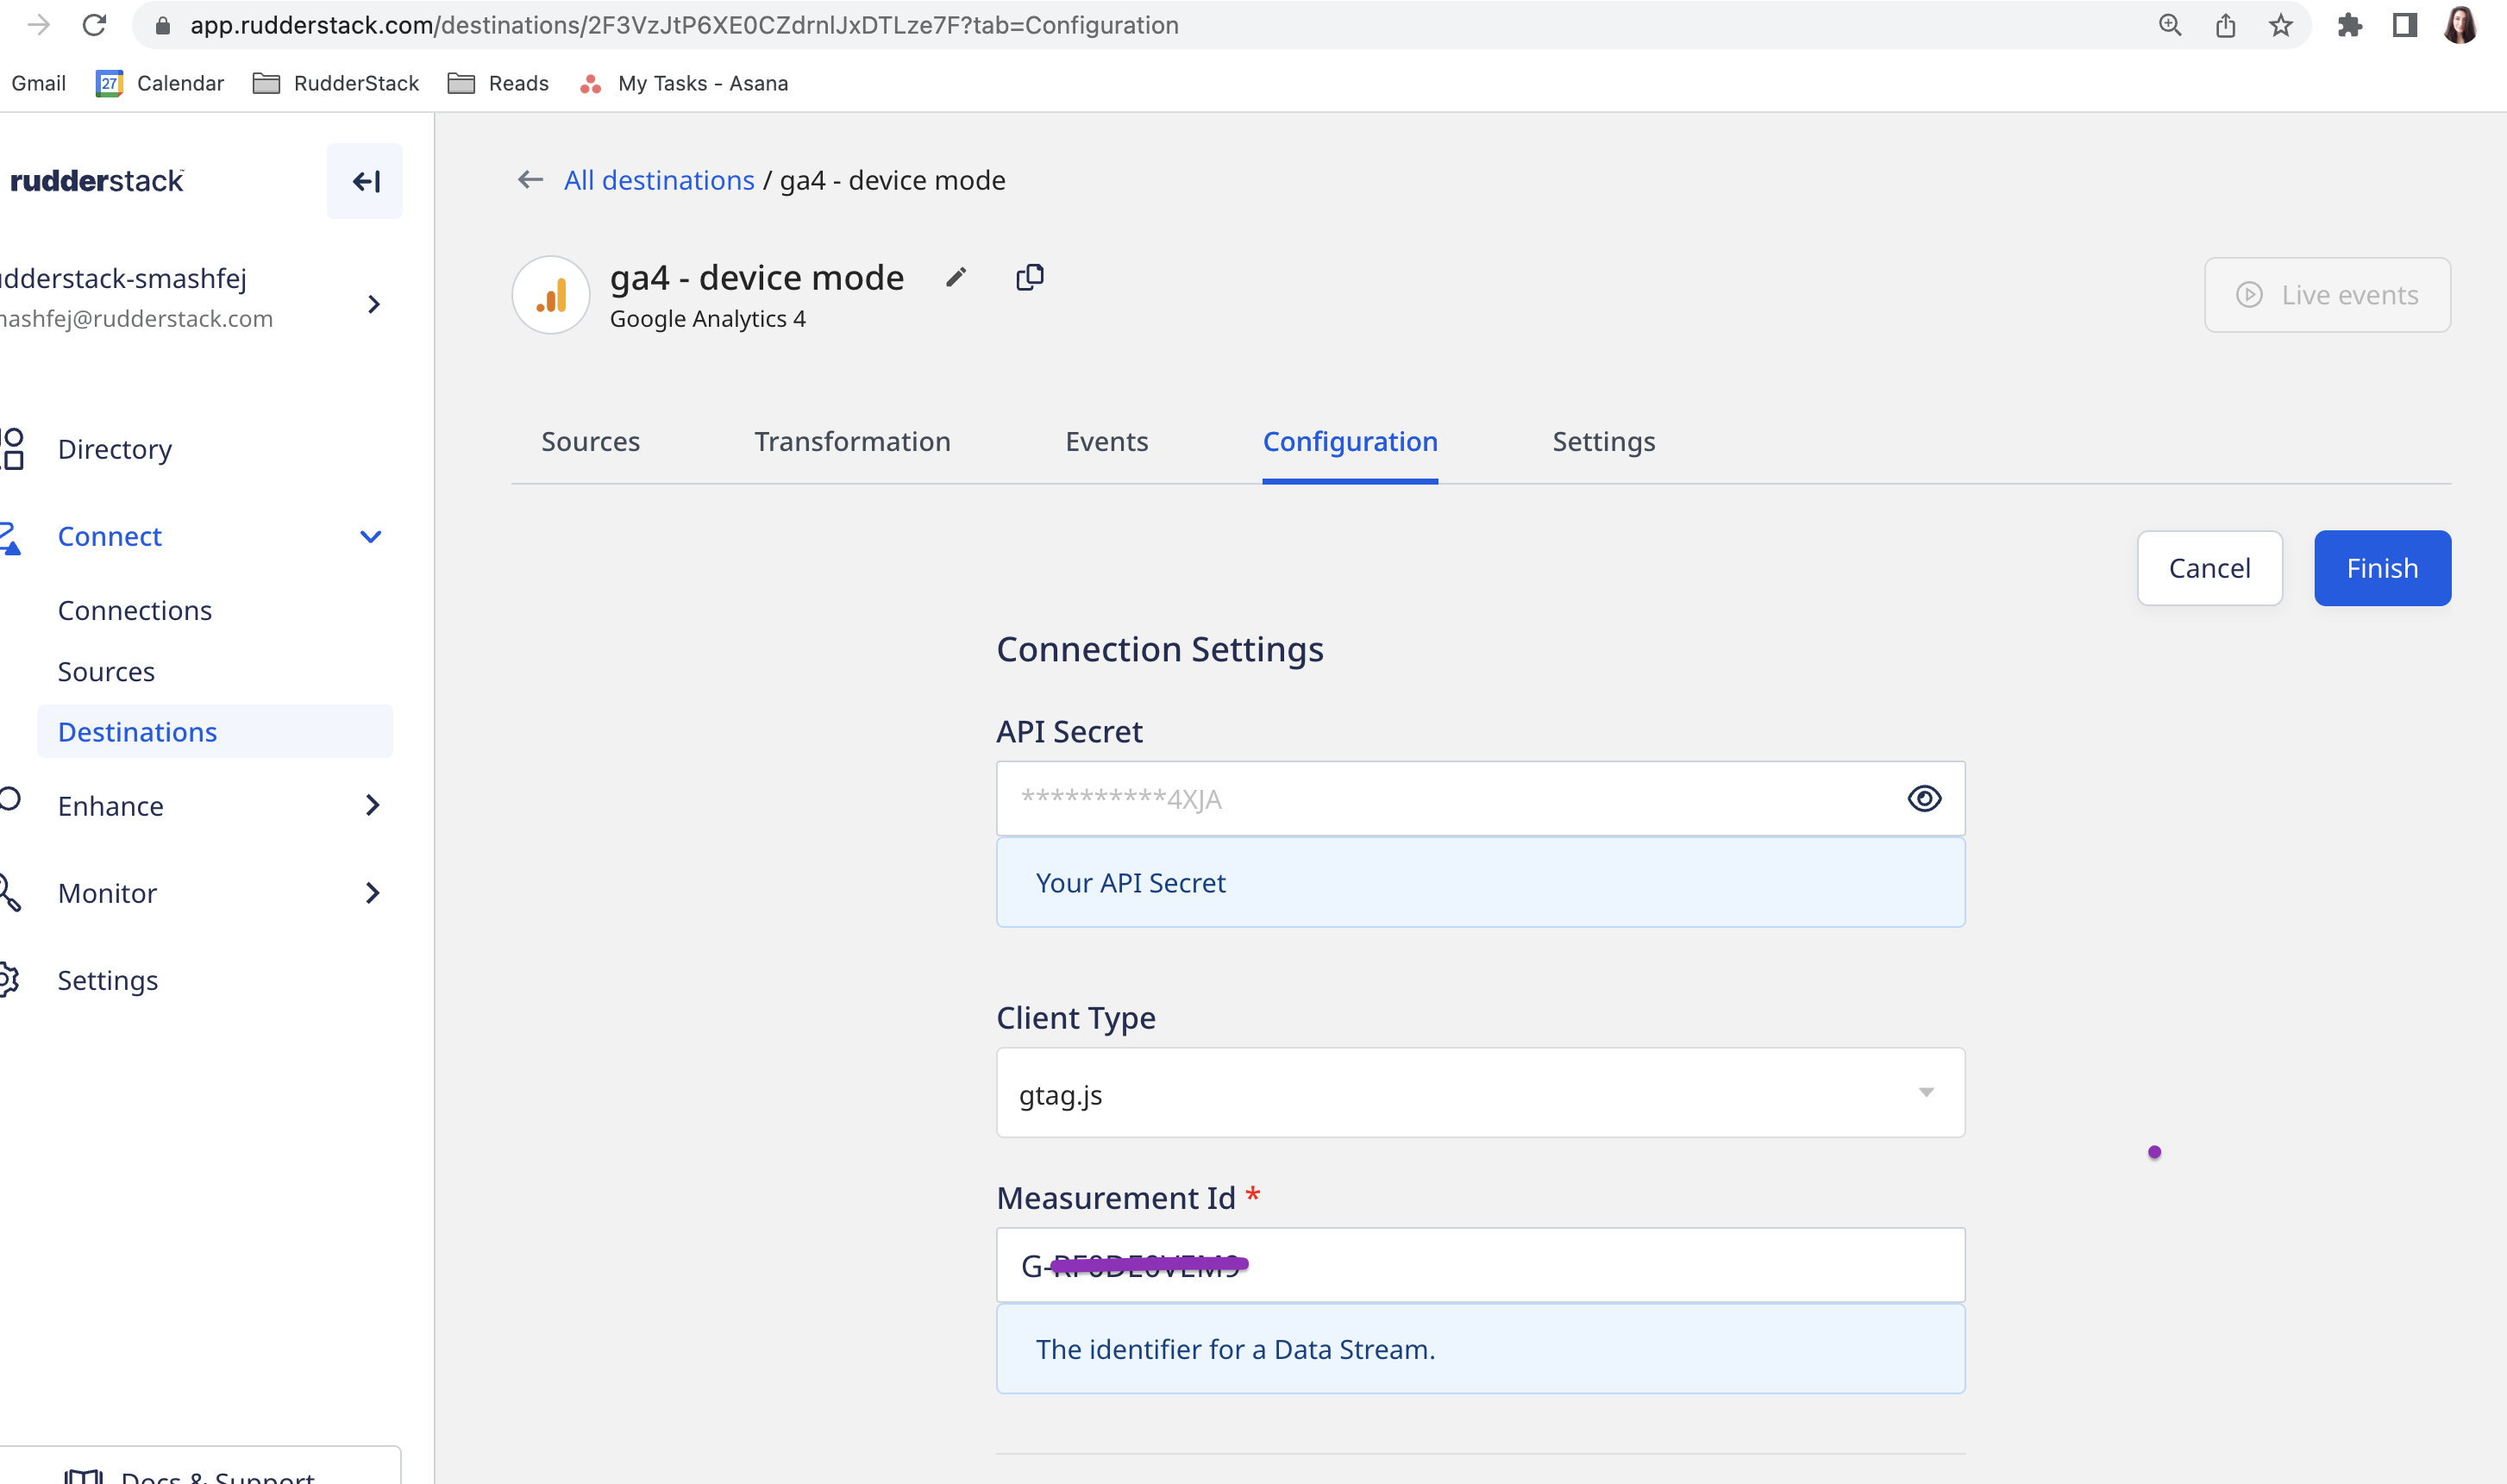 app.rudderstack.com/destinations/2F3VzJtP6XE0CZdrnlJxDTLze7F?tab=Configuration
Gmail
27
Calendar
RudderStack
Reads
My Tasks - Asana
rudderstack
udderstack-smashfej
mashfej@rudderstack.com
Directory
Connect
Connections
Sources
Destinations
Enhance
Monitor
Settings
Docs & Support
All destinations / ga4 - device mode
ga4 - device mode
Google Analytics 4
Live events
Sources
Transformation
Events
Configuration
Settings
Cancel
Finish
Connection Settings
API Secret
**********4XJA
Your API Secret
Client Type
gtag.js
Measurement Id *
G-
The identifier for a Data Stream.